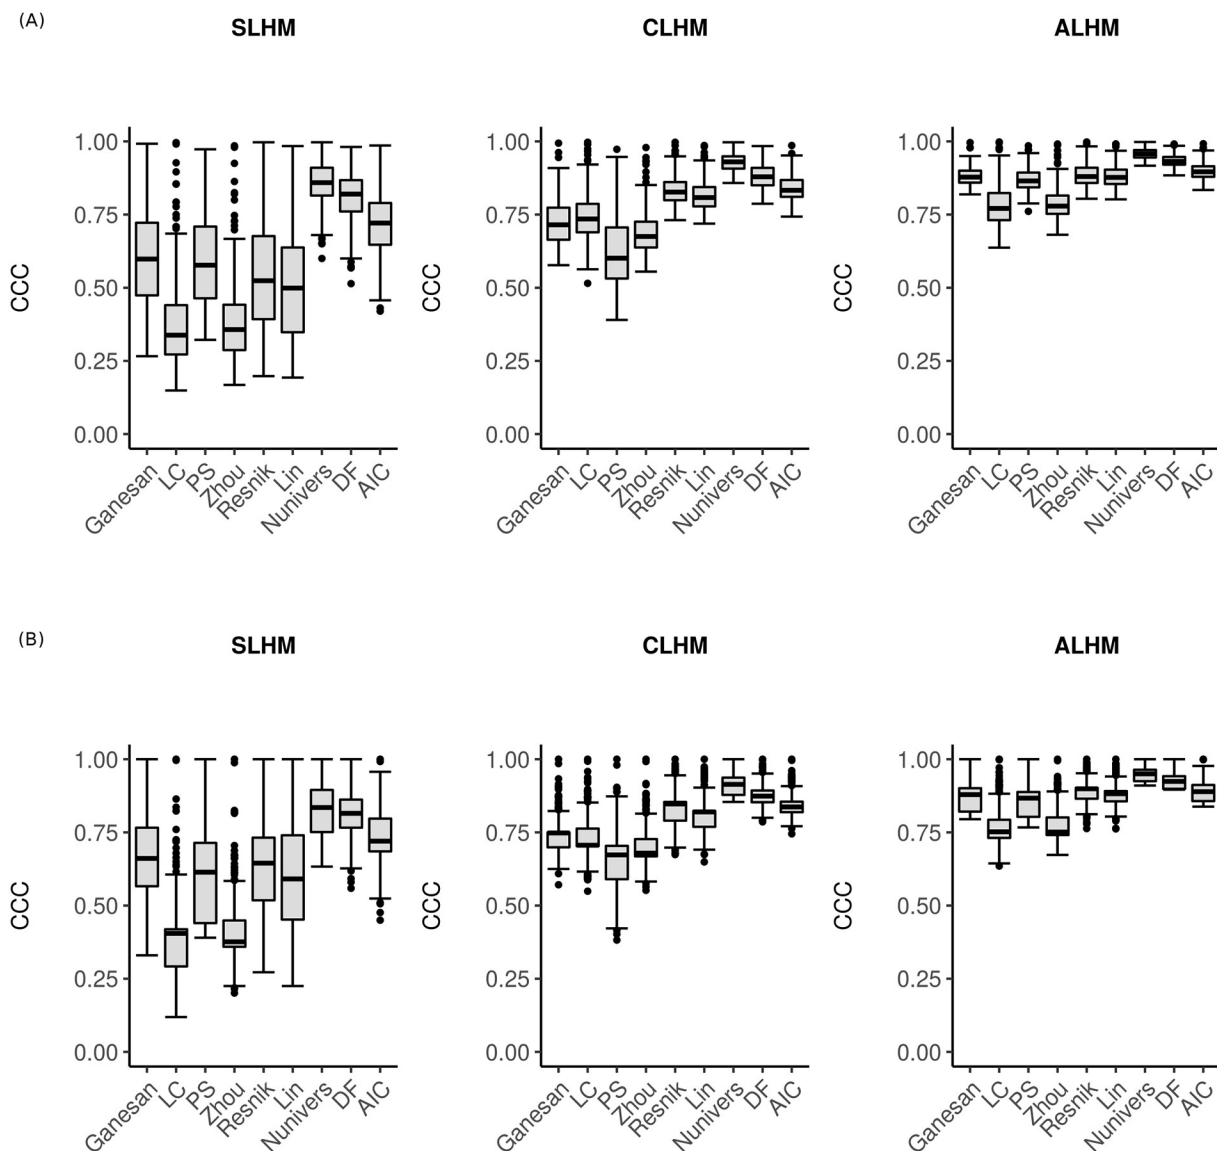 (A)
SLHM CLHM ALHM
CCC CCC CCC
1.00 1.00 1.00
0.75 0.75 0.75
0.50 0.50 0.50
0.25 0.25 0.25
0.00 0.00 0.00
Ganesan LC PS Zhou Resnik Lin Nunivers DF AIC Ganesan LC PS Zhou Resnik Lin Nunivers DF AIC Ganesan LC PS Zhou Resnik Lin Nunivers DF AIC
(B)
SLHM CLHM ALHM
CCC CCC CCC
1.00 1.00 1.00
0.75 0.75 0.75
0.50 0.50 0.50
0.25 0.25 0.25
0.00 0.00 0.00
Ganesan LC PS Zhou Resnik Lin Nunivers DF AIC Ganesan LC PS Zhou Resnik Lin Nunivers DF AIC Ganesan LC PS Zhou Resnik Lin Nunivers DF AIC